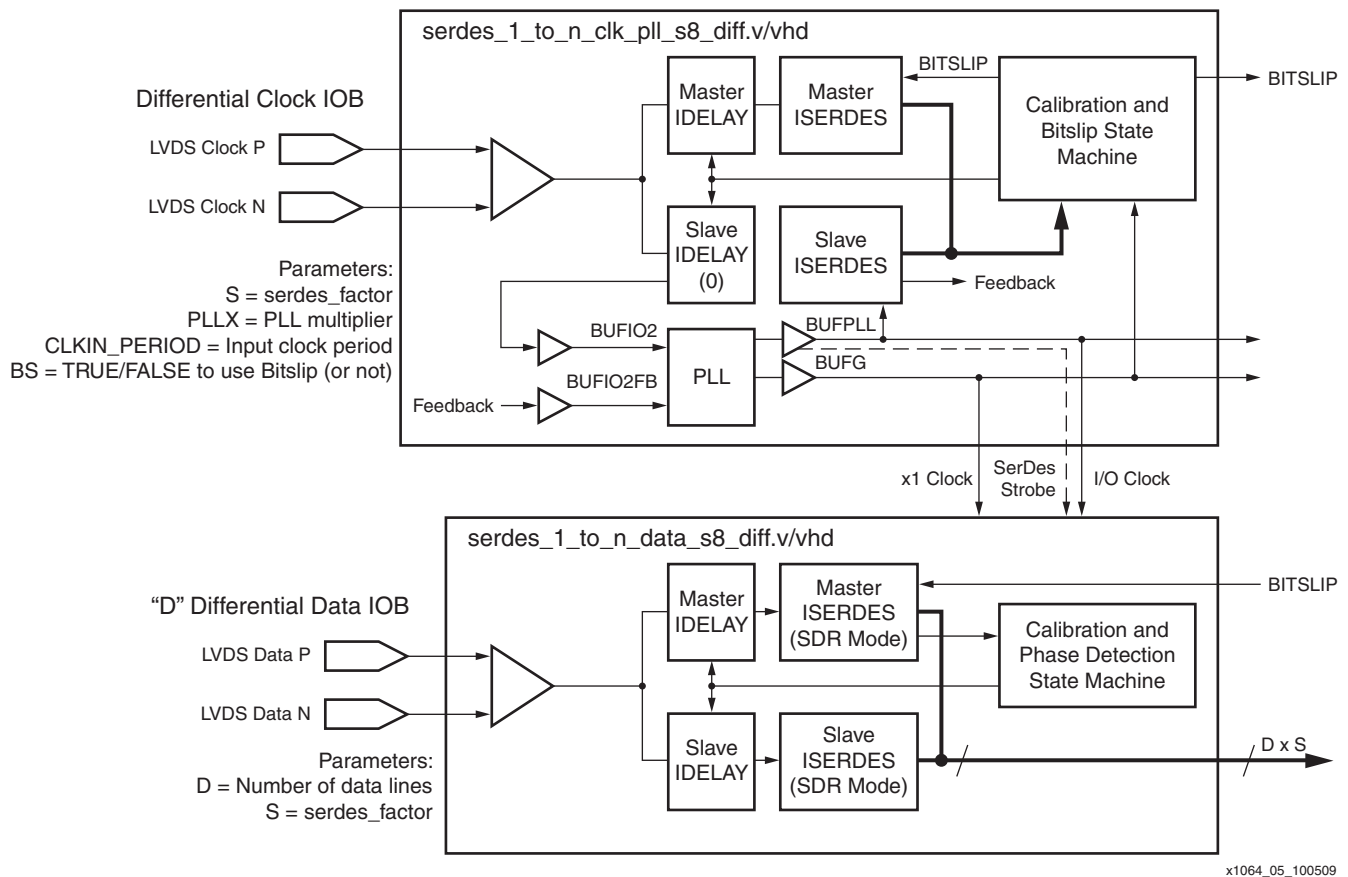 serdes_1_to_n_clk_pll_s8_diff.v/vhd
Differential Clock IOB
LVDS Clock P
LVDS Clock N
Parameters:
S = serdes_factor
PLLX = PLL multiplier
CLKIN_PERIOD = Input clock period
BS = TRUE/FALSE to use Bitslip (or not)
Master
IDELAY
Master
ISERDES
BITSLIP
Calibration and
Bitslip State
Machine
BITSLIP
Slave
IDELAY
(0)
Slave
ISERDES
Feedback
BUFIO2
BUFIO2FB
Feedback
PLL
BUFPLL
BUFG
x1 Clock
SerDes
Strobe
I/O Clock
serdes_1_to_n_data_s8_diff.v/vhd
“D” Differential Data IOB
LVDS Data P
LVDS Data N
Parameters:
D = Number of data lines
S = serdes_factor
Master
IDELAY
Master
ISERDES
(SDR Mode)
BITSLIP
Calibration and
Phase Detection
State Machine
Slave
IDELAY
Slave
ISERDES
(SDR Mode)
D x S
x1064_05_100509